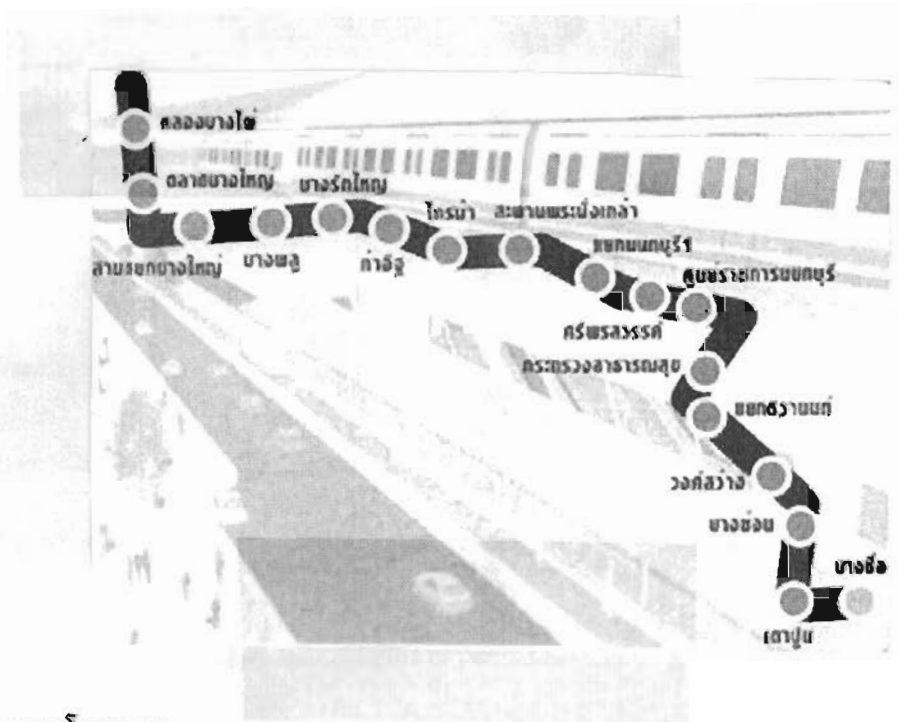 คลองบางไผ่
ตลาดบางใหญ่
สามแยกบางใหญ่
บางพลู
บางรักใหญ่
ท่าอิฐ
ไทรม้า
สะพานพระนั่งเกล้า
แยกนนทบุรี1
ศรีพรสวรรค์
ศูนย์ราชการนนทบุรี
กระทรวงสาธารณสุข
แยกติวานนท์
วงศ์สว่าง
บางซ่อน
เตาปูน
บางซื่อ